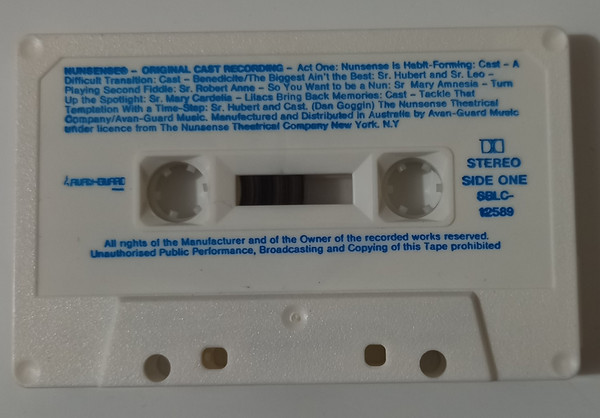 NUNSENSE® – ORIGINAL CAST RECORDING – Act One: Nunsense Is Habit-Forming: Cast – A
Difficult Transition: Cast – Benedicite/The Biggest Ain't the Best: Sr. Hubert and Sr. Leo –
Playing Second Fiddle: Sr. Robert Anne – So You Want to be a Nun: Sr Mary Amnesia – Turn
Up the Spotlight: Sr. Mary Cardelia – Lilacs Bring Back Memories: Cast – Tackle That
Temptation With a Time-Step: Sr. Hubert and Cast. (Dan Goggin) The Nunsense Theatrical
Company/Avan-Guard Music. Manufactured and Distributed in Australia by Avan-Guard Music
under licence from The Nunsense Theatrical Company New York. N.Y
STEREO
AVAN-GUARD
SIDE ONE
SBLC-
12589
All rights of the Manufacturer and of the Owner of the recorded works reserved.
Unauthorised Public Performance, Broadcasting and Copying of this Tape prohibited